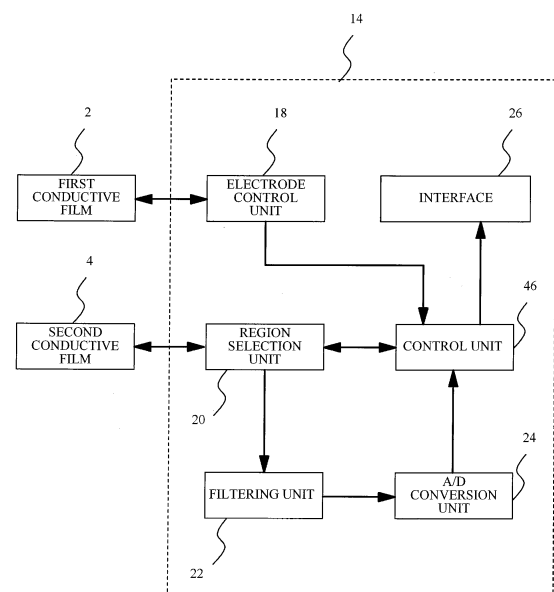 14
2
18
26
FIRST
CONDUCTIVE
FILM
ELECTRODE
CONTROL
UNIT
INTERFACE
4
46
SECOND
CONDUCTIVE
FILM
REGION
SELECTION
UNIT
CONTROL UNIT
20
24
FILTERING UNIT
A/D
CONVERSION
UNIT
22